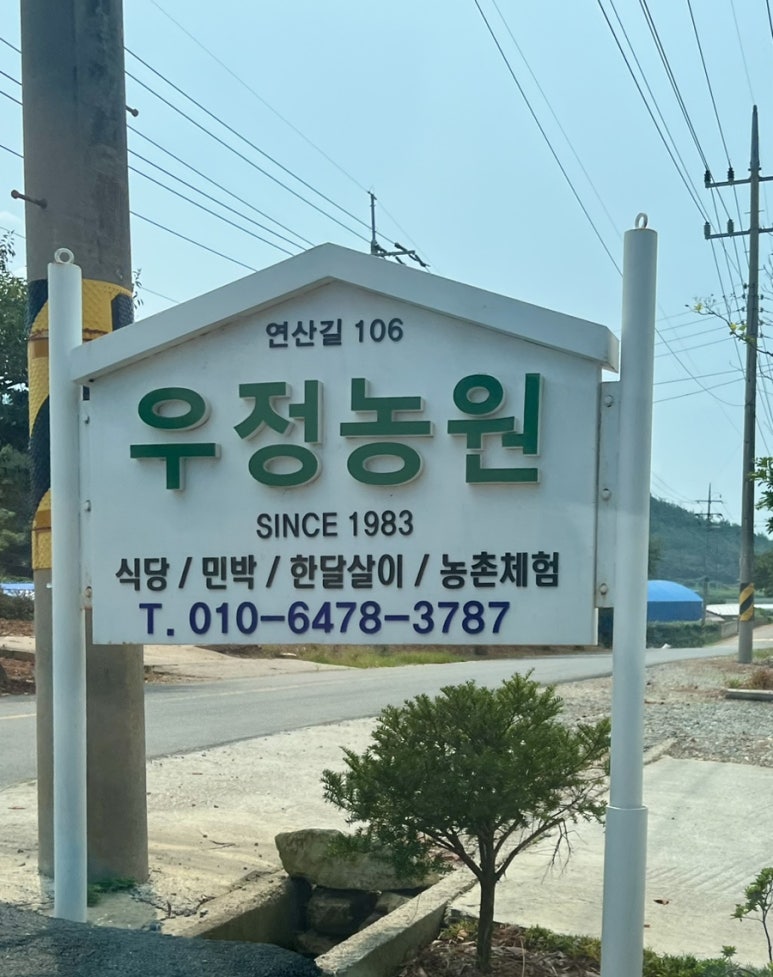 연산길 106
우정농원
SINCE 1983
식당 / 민박 / 한달살이 / 농촌체험
T. 010-6478-3787